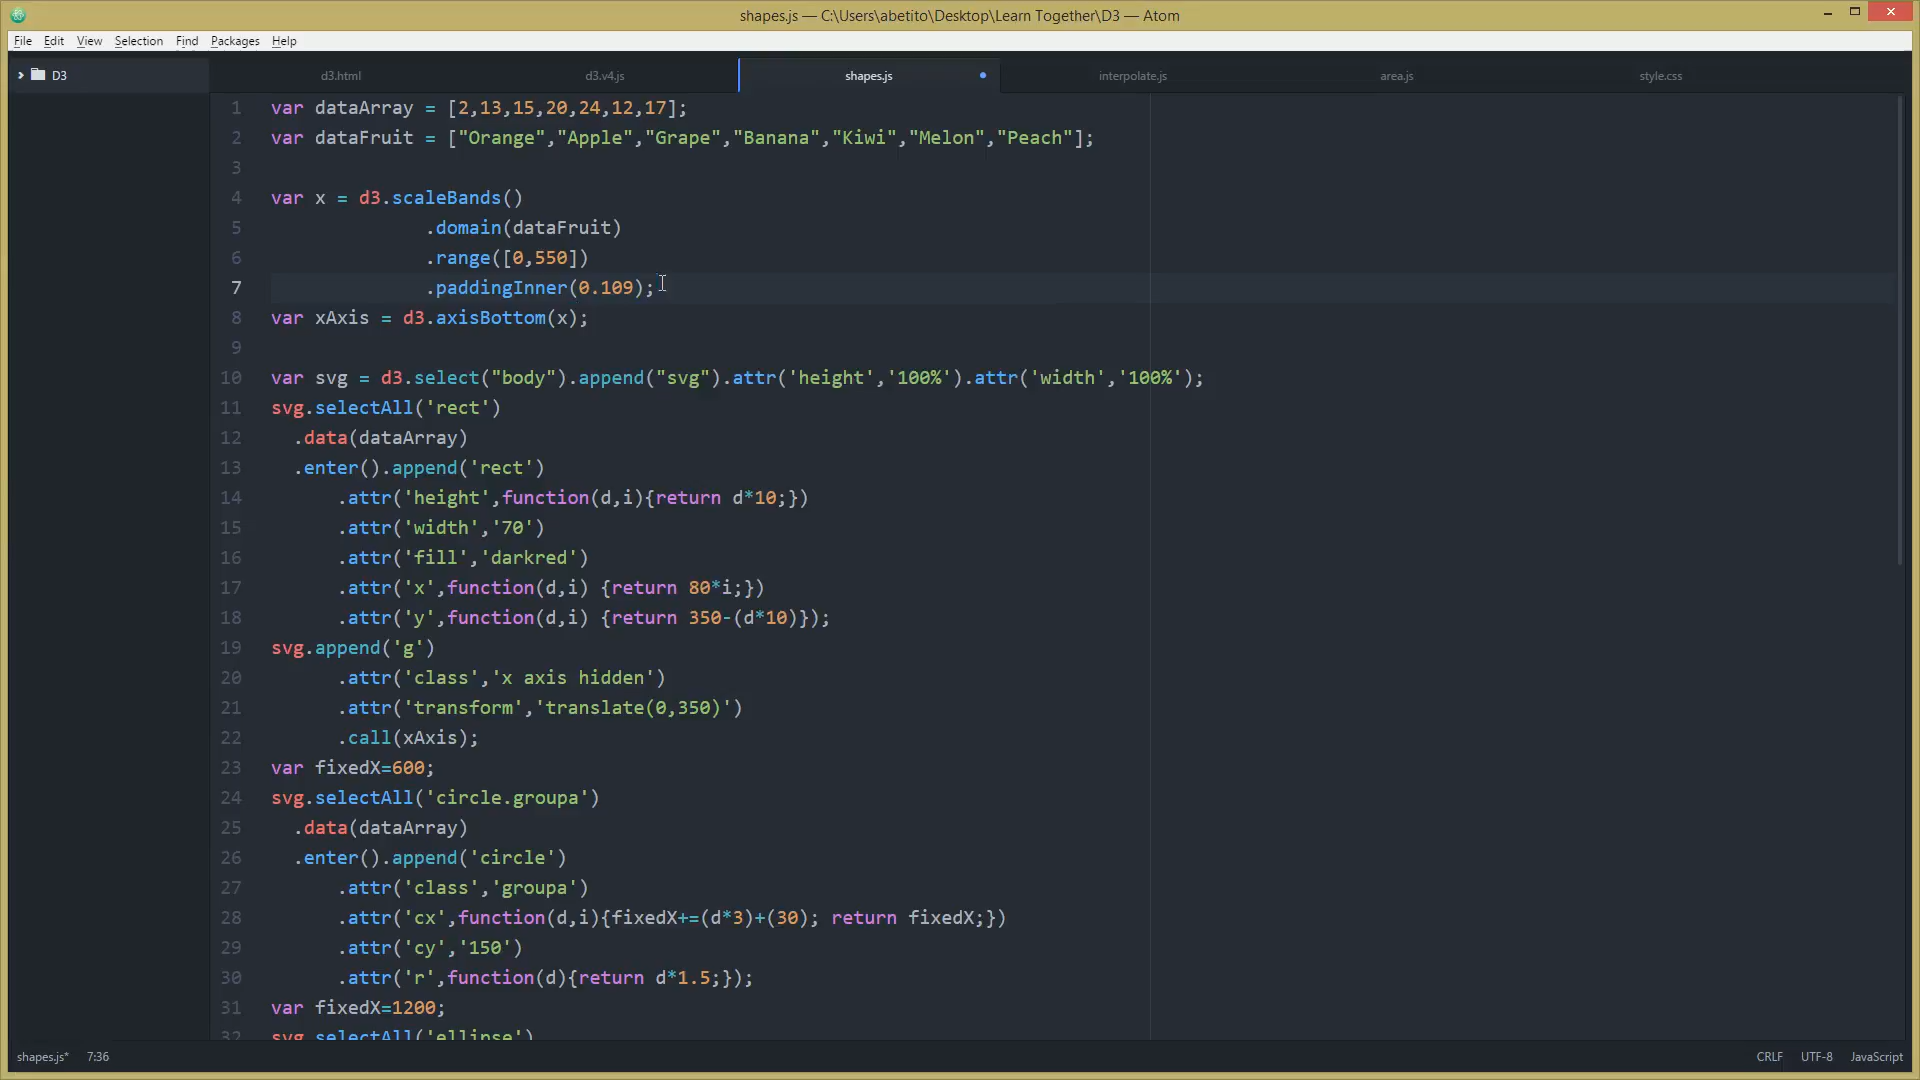 shapes.js — C:\Users\abetito\Desktop\Learn Together\D3 — Atom
File Edit View Selection Find Packages Help
D3
d3.html d3.v4.js shapes.js interpolate.js area.js style.css
1 var dataArray = [2,13,15,20,24,12,17];
2 var dataFruit = ["Orange","Apple","Grape","Banana","Kiwi","Melon","Peach"];
3
4 var x = d3.scaleBands()
5 .domain(dataFruit)
6 .range([0,550])
7 .paddingInner(0.109);
8 var xAxis = d3.axisBottom(x);
9
10 var svg = d3.select("body").append("svg").attr('height','100%').attr('width','100%');
11 svg.selectAll('rect')
12 .data(dataArray)
13 .enter().append('rect')
14 .attr('height',function(d,i){return d*10;})
15 .attr('width','70')
16 .attr('fill','darkred')
17 .attr('x',function(d,i) {return 80*i;})
18 .attr('y',function(d,i) {return 350-(d*10)});
19 svg.append('g')
20 .attr('class','x axis hidden')
21 .attr('transform','translate(0,350)')
22 .call(xAxis);
23 var fixedX=600;
24 svg.selectAll('circle.groupa')
25 .data(dataArray)
26 .enter().append('circle')
27 .attr('class','groupa')
28 .attr('cx',function(d,i){fixedX+=(d*3)+(30); return fixedX;})
29 .attr('cy','150')
30 .attr('r',function(d){return d*1.5;});
31 var fixedX=1200;
32 svg.selectAll('ellipse')
shapes.js* 7:36 CRLF UTF-8 JavaScript